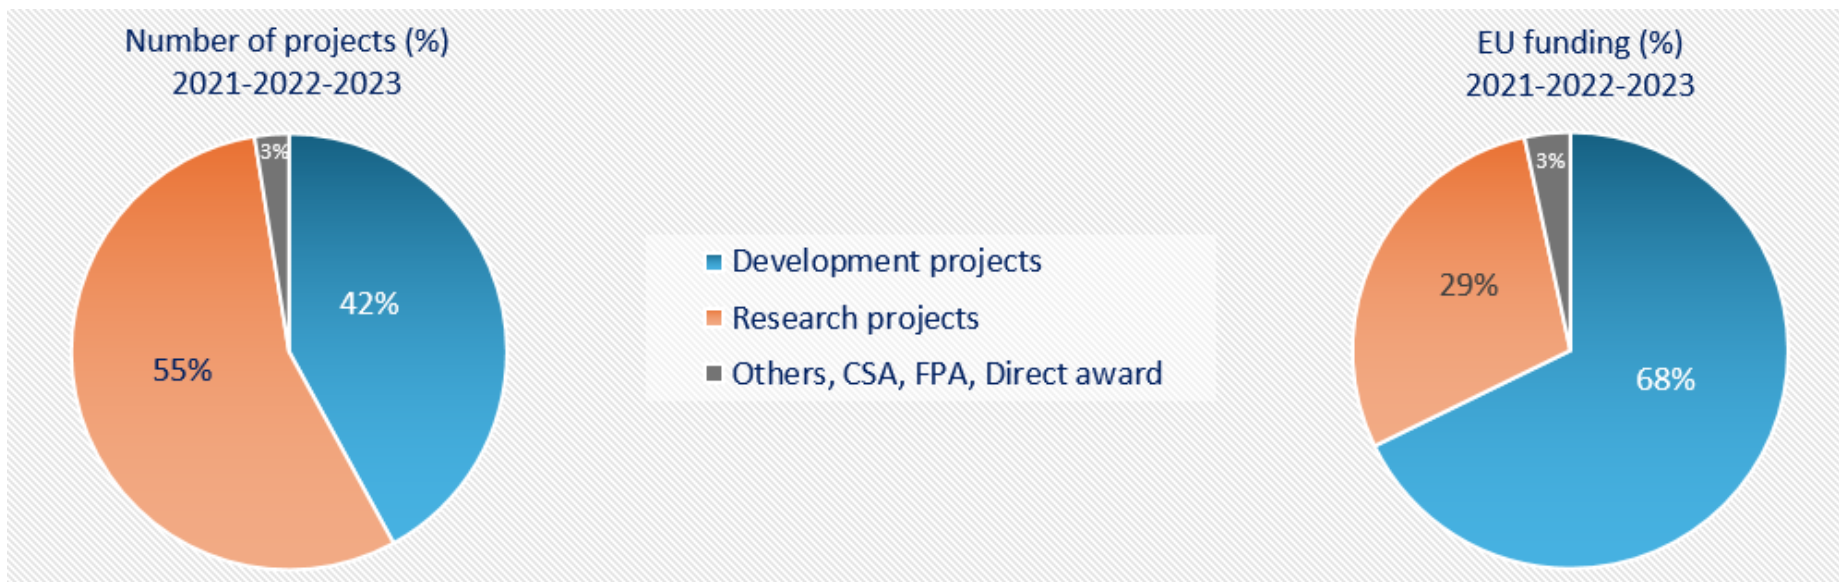 Number of projects (%)
2021-2022-2023
3%
42%
55%
Development projects
Research projects
Others, CSA, FPA, Direct award
EU funding (%)
2021-2022-2023
3%
29%
68%